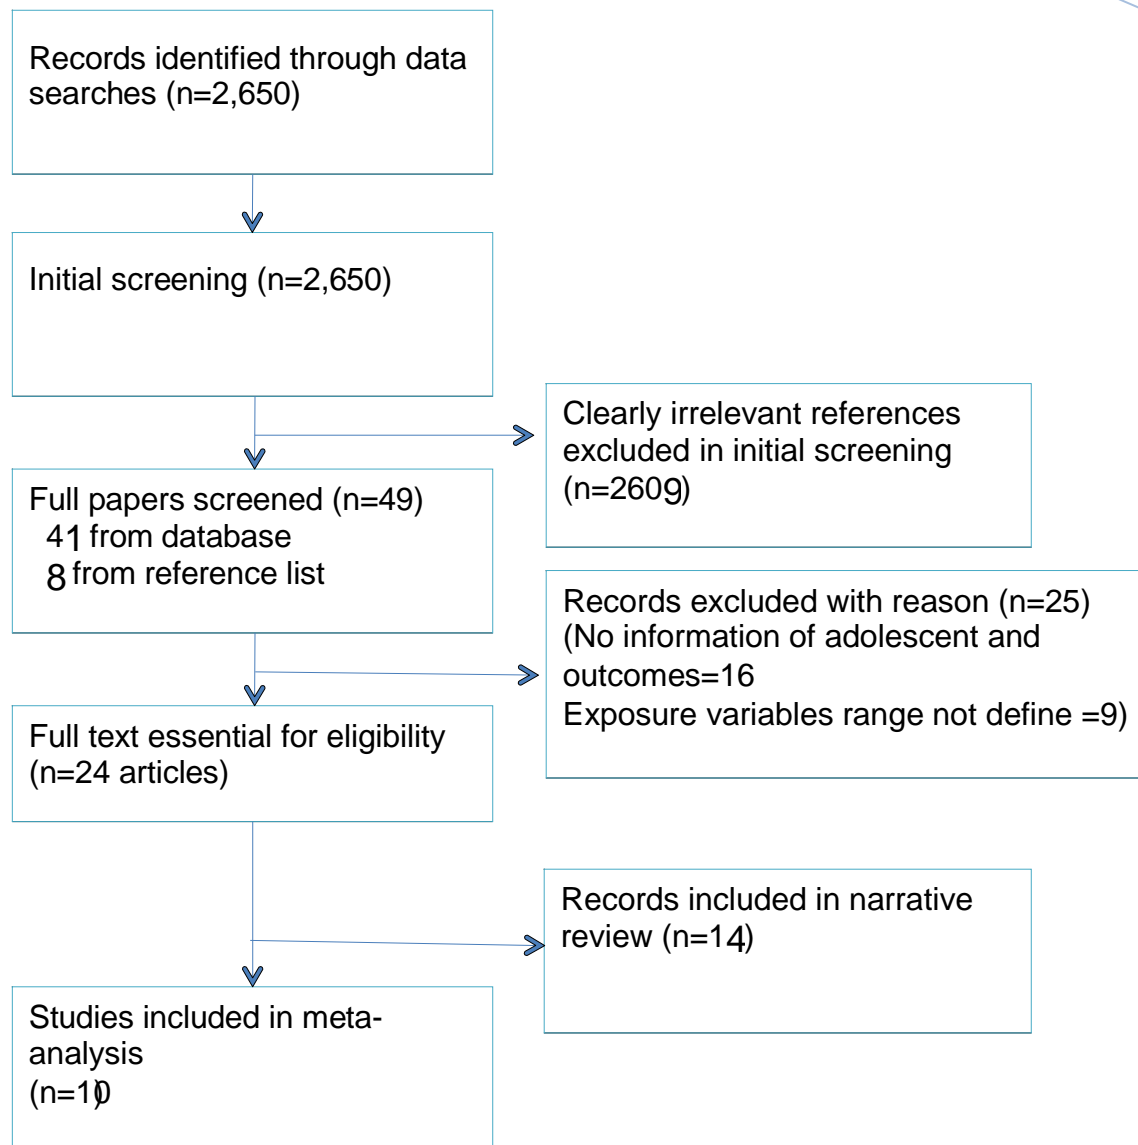 Records identified through data
searches (n=2,650)
Initial screening (n=2,650)
Clearly irrelevant references
excluded in initial screening
(n=2609)
Full papers screened (n=49)
41 from database
8 from reference list
Records excluded with reason (n=25)
(No information of adolescent and
outcomes=16
Exposure variables range not define =9)
Full text essential for eligibility
(n=24 articles)
Records included in narrative
review (n=14)
Studies included in meta-
analysis
(n=10)